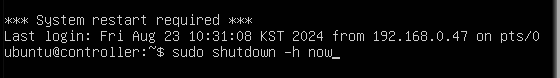 *** System restart required ***
Last login: Fri Aug 23 10:31:08 KST 2024 from 192.168.0.47 on pts/0
ubuntu@controller:~$ sudo shutdown -h now_